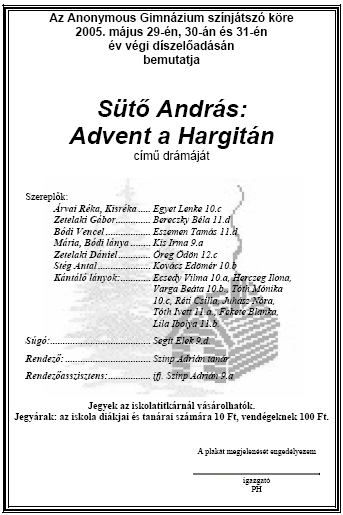 Az Anonymous Gimnázium színjátszó köre
2005. május 29-én, 30-án és 31-én
év végi díszelőadásán
bemutatja
Sütő András:
Advent a Hargitán
című drámáját
Szereplők:
Árvai Réka, Kisréka ..... Egyet Lenke 10.c
Zetelaki Gábor.............. Bereczky Béla 11.d
Bódi Vencel ................... Eszemen Tamás 11.d
Mária, Bódi lánya ........ Kis Irma 9.a
Zetelaki Dániel.............. Öreg Ödön 12.c
Stég Antal ...................... Kovácz Edömér 10.b
Kántáló lányok:............. Ecsedy Vilma 10.a, Herczeg Ilona,
Varga Beáta 10.b., Tóth Mónika
10.c, Réti Csilla, Juhász Nóra,
Tóth Ivett 11.a., Fekete Blanka,
Lila Ibolya 11.b
Súgó:........................................ Segít Elek 9.d
Rendező: .................................. Szinp Adrián tanár
Rendezőasszisztens:................. ifj. Szinp Adrián 9.a
Jegyek az iskolatitkárnál vásárolhatók.
Jegyárak: az iskola diákjai és tanárai számára 10 Ft, vendégeknek 100 Ft.
A plakát megjelenését engedélyezem
igazgató
PH